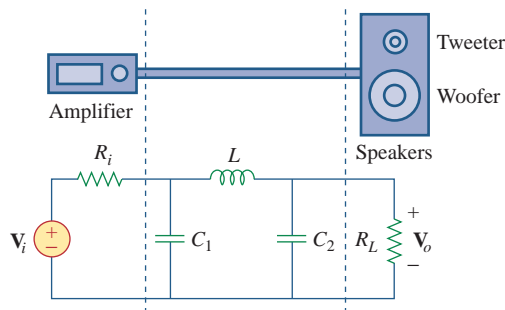 Tweeter
Woofer
Amplifier
Speakers
R_i
L
V_i
+
−
C_1
C_2
R_L
+
V_o
−